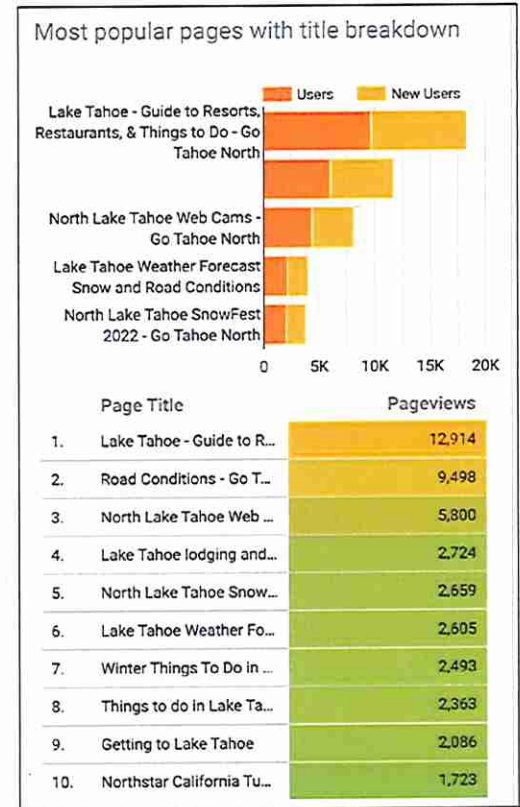 Most popular pages with title breakdown
Users
New Users
Lake Tahoe - Guide to Resorts,
Restaurants, & Things to Do - Go
Tahoe North
North Lake Tahoe Web Cams -
Go Tahoe North
Lake Tahoe Weather Forecast
Snow and Road Conditions
North Lake Tahoe SnowFest
2022 - Go Tahoe North
0 5K 10K 15K 20K
Page Title Pageviews
1. Lake Tahoe - Guide to R... 12,914
2. Road Conditions - Go T... 9,498
3. North Lake Tahoe Web ... 5,800
4. Lake Tahoe lodging and... 2,724
5. North Lake Tahoe Snow... 2,659
6. Lake Tahoe Weather Fo... 2,605
7. Winter Things To Do in ... 2,493
8. Things to do in Lake Ta... 2,363
9. Getting to Lake Tahoe 2,086
10. Northstar California Tu... 1,723